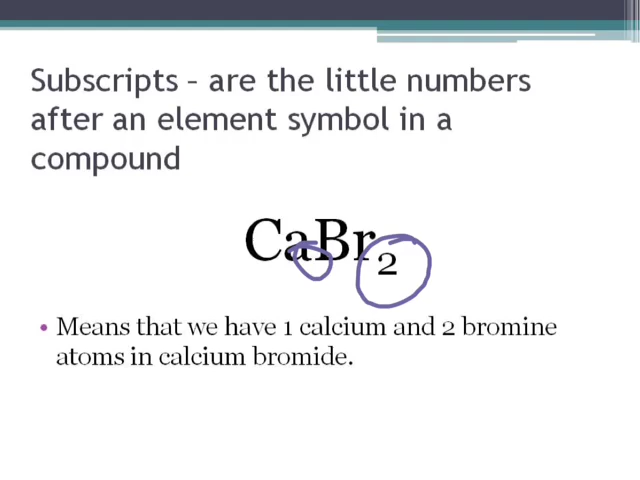 Subscripts – are the little numbers
after an element symbol in a
compound
CaBr₂
• Means that we have 1 calcium and 2 bromine
atoms in calcium bromide.